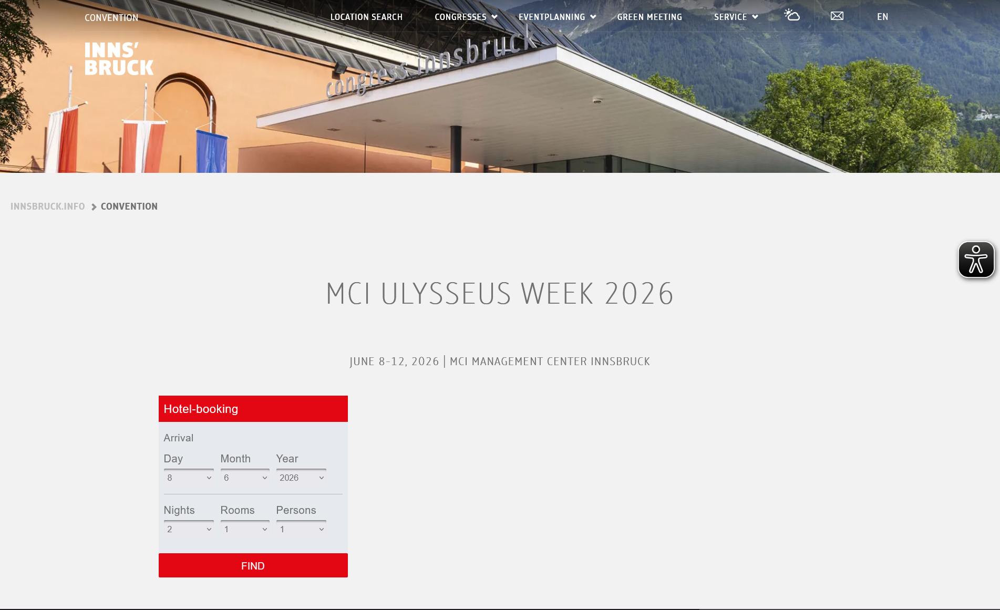 CONVENTION
LOCATION SEARCH
CONGRESSES
EVENTPLANNING
GREEN MEETING
SERVICE
EN
INNS'
BRUCK
congress innsbruck
INNSBRUCK.INFO
CONVENTION
MCI ULYSSEUS WEEK 2026
JUNE 8-12, 2026 | MCI MANAGEMENT CENTER INNSBRUCK
Hotel-booking
Arrival
Day Month Year
8 6 2026
Nights Rooms Persons
2 1 1
FIND